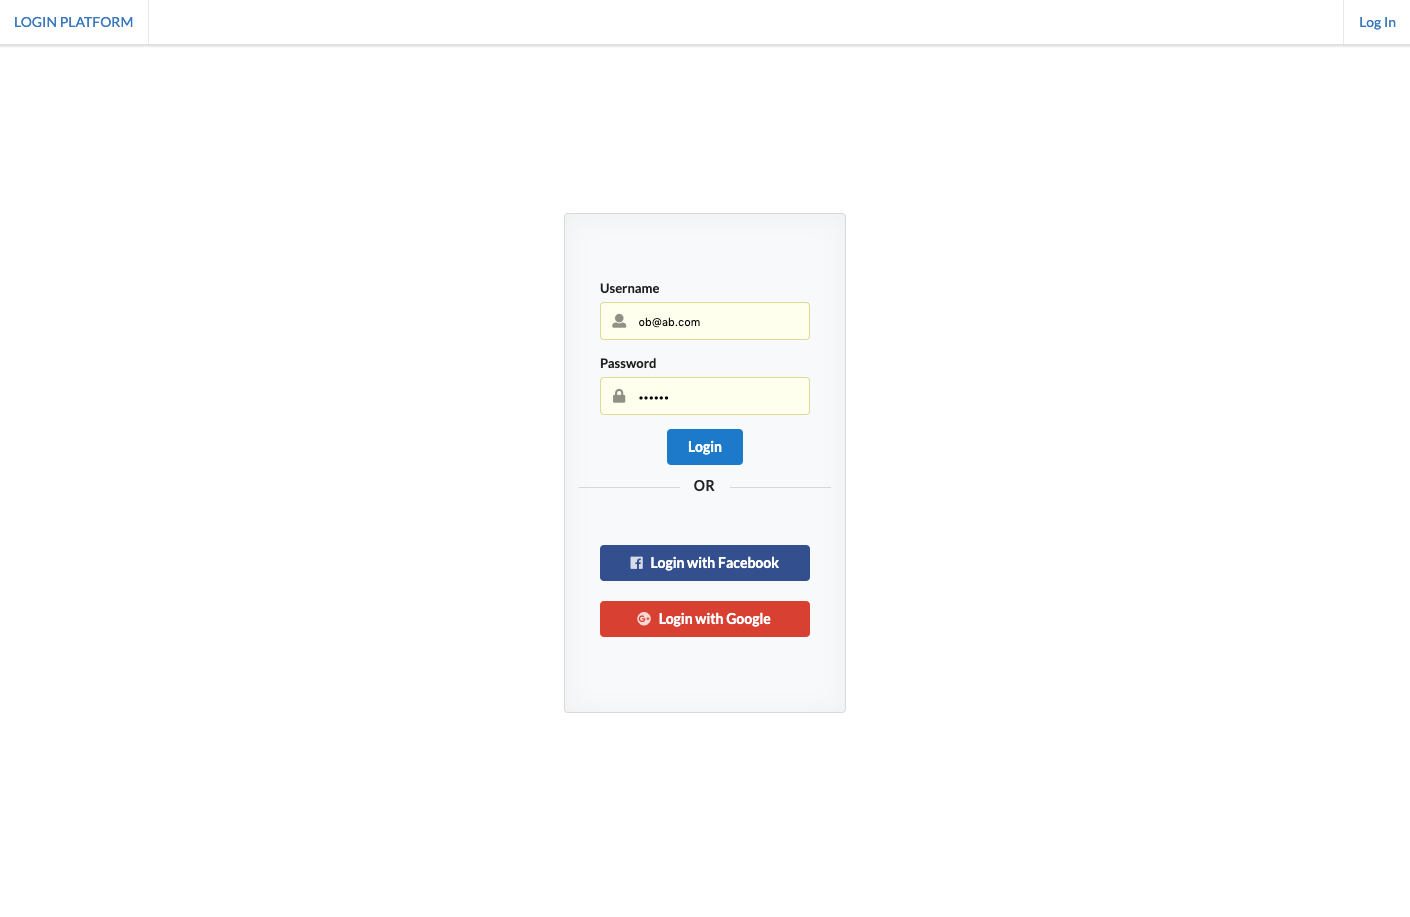 LOGIN PLATFORM
Log In
Username
ob@ab.com
Password
••••••
Login
OR
Login with Facebook
Login with Google